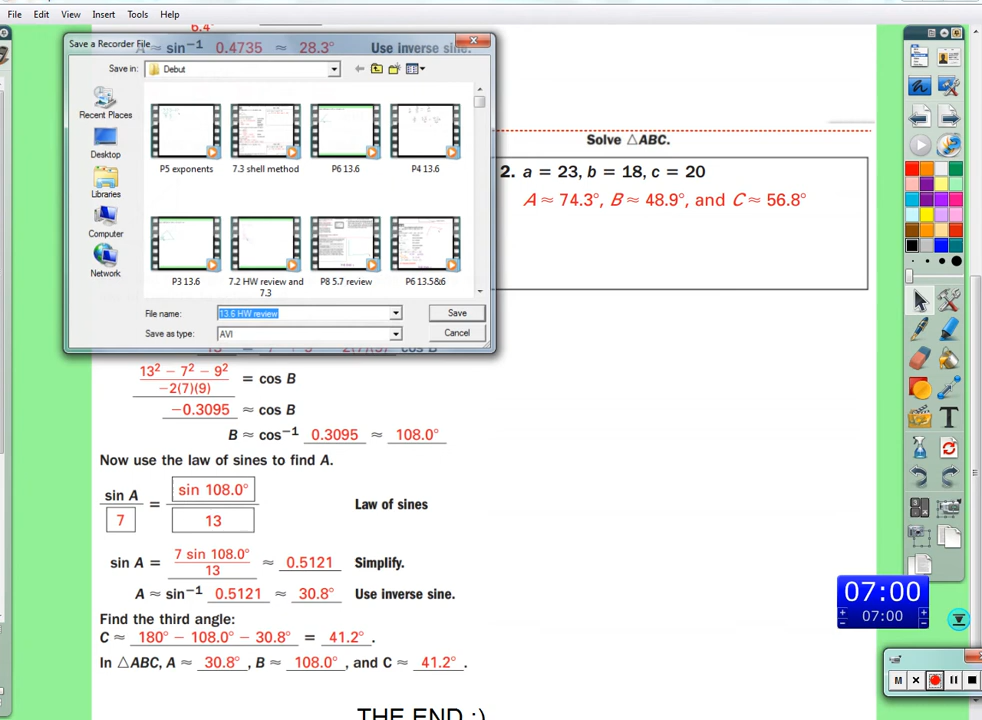 File Edit View Insert Tools Help
6.4°
A ≈ sin⁻¹ 0.4735 ≈ 28.3° Use inverse sine.
Save a Recorder File
Save in: Debut
Recent Places
Desktop
Libraries
Computer
Network
P5 exponents 7.3 shell method P6 13.6 P4 13.6
P3 13.6 7.2 HW review and 7.3 P8 5.7 review P6 13.5&6
File name: 13.6 HW review Save
Save as type: AVI Cancel
Solve △ABC.
2. a = 23, b = 18, c = 20
A ≈ 74.3°, B ≈ 48.9°, and C ≈ 56.8°
13² − 7² − 9² / −2(7)(9) = cos B
−0.3095 ≈ cos B
B ≈ cos⁻¹ 0.3095 ≈ 108.0°
Now use the law of sines to find A.
sin A / 7 = sin 108.0° / 13 Law of sines
sin A = 7 sin 108.0° / 13 ≈ 0.5121 Simplify.
A ≈ sin⁻¹ 0.5121 ≈ 30.8° Use inverse sine.
Find the third angle:
C ≈ 180° − 108.0° − 30.8° = 41.2°.
In △ABC, A ≈ 30.8°, B ≈ 108.0°, and C ≈ 41.2°.
THE END :)
07:00
07:00
M
T